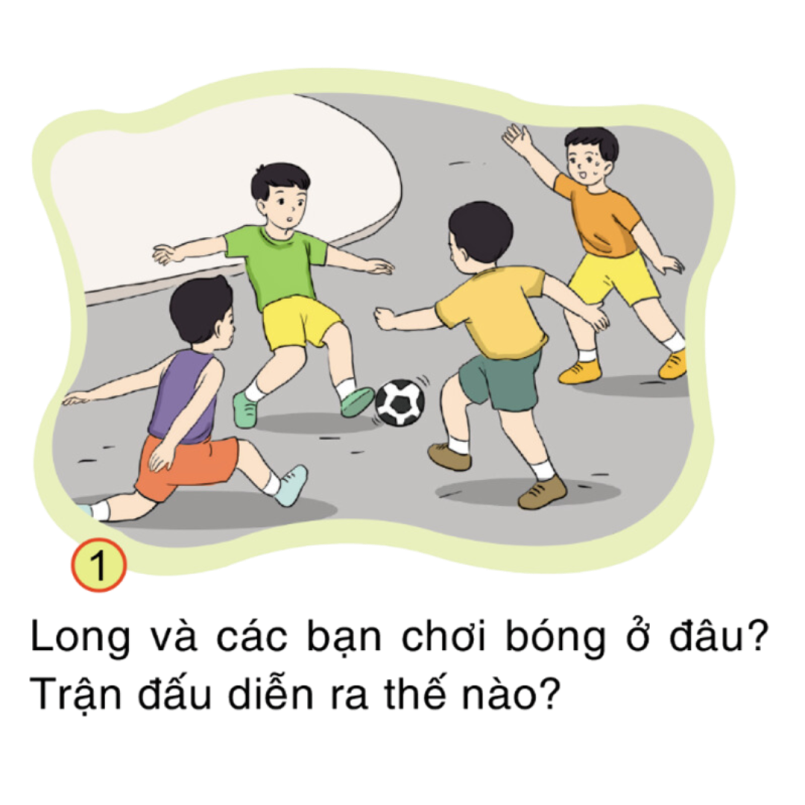 1
Long và các bạn chơi bóng ở đâu?
Trận đấu diễn ra thế nào?